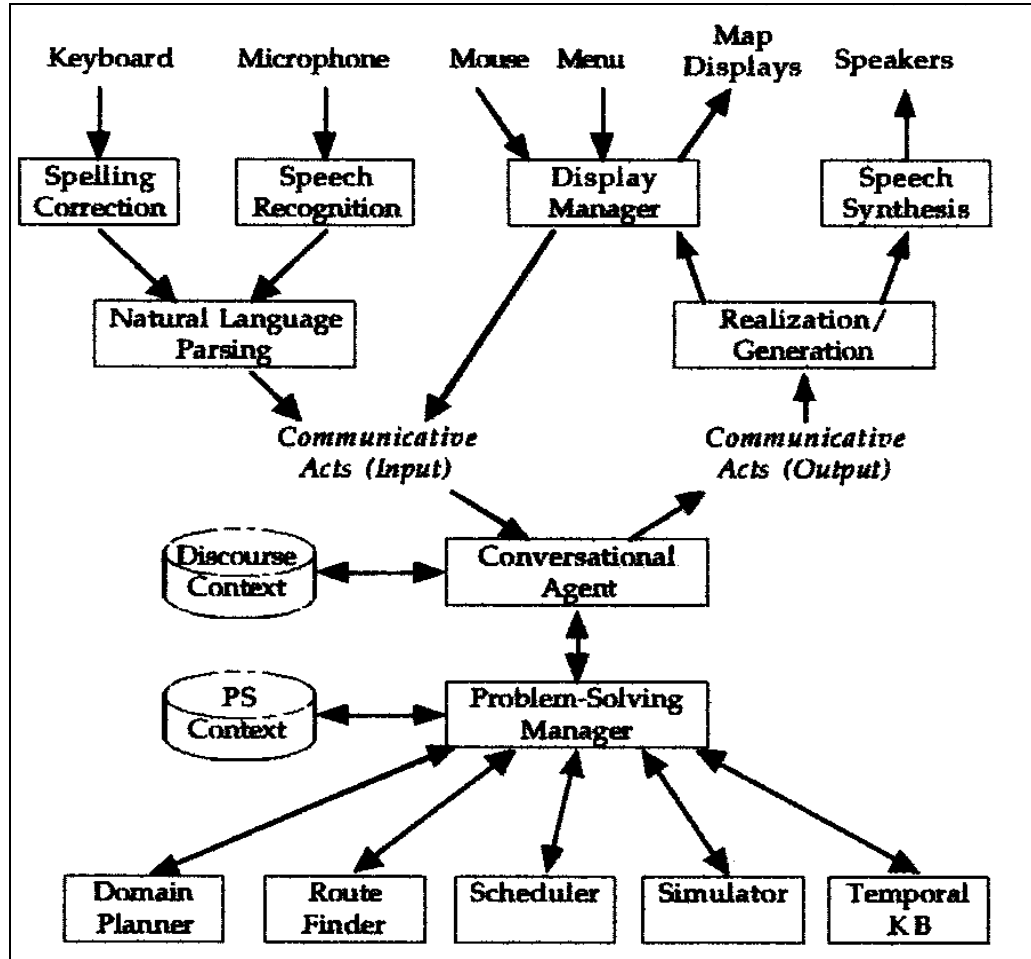 Keyboard
Microphone
Mouse
Menu
Map
Displays
Speakers
Spelling
Correction
Speech
Recognition
Display
Manager
Speech
Synthesis
Natural Language
Parsing
Realization/
Generation
Communicative
Acts (Input)
Communicative
Acts (Output)
Discourse
Context
Conversational
Agent
PS
Context
Problem-Solving
Manager
Domain
Planner
Route
Finder
Scheduler
Simulator
Temporal
KB